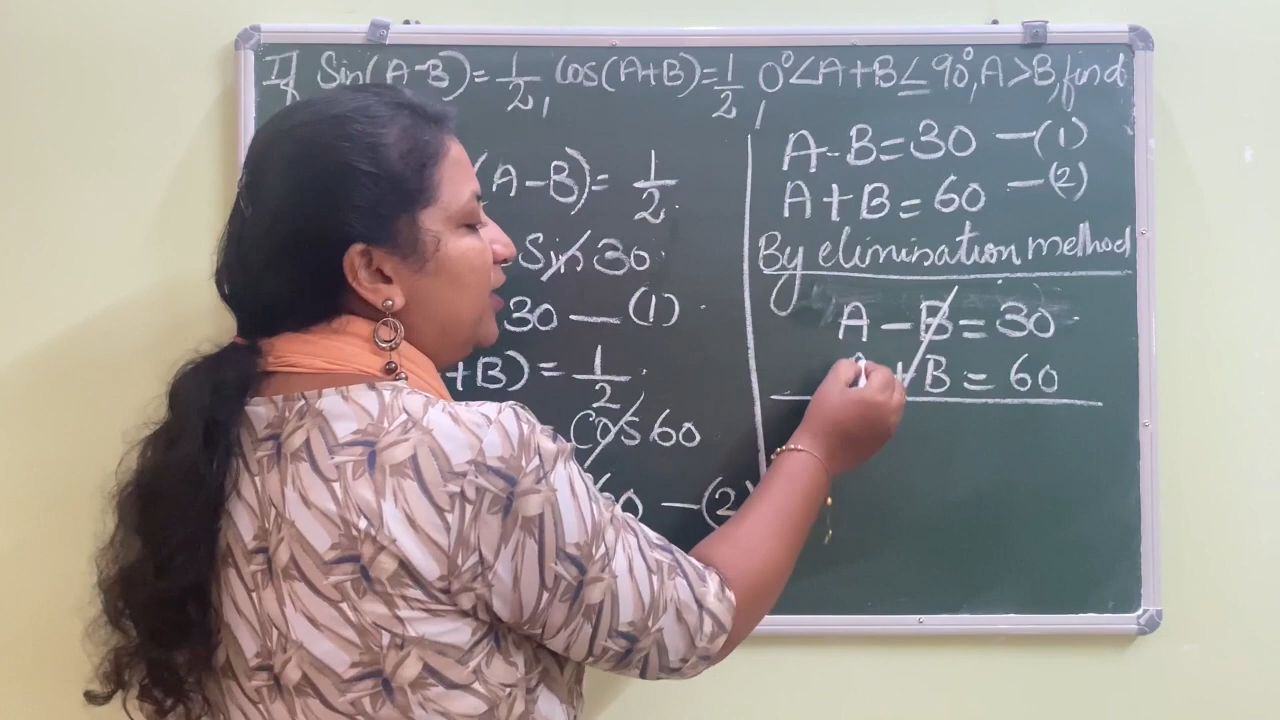 If Sin(A-B)=1/2, Cos(A+B)=1/2, 0°<A+B≤90°, A>B, find
(A-B)= 1/2.
Sin 30
30 — (1)
+B) = 1/2.
Cos 60
60 — (2)
A-B=30 —(1)
A+B=60 —(2)
By elimination method
A - B = 30
+ B = 60